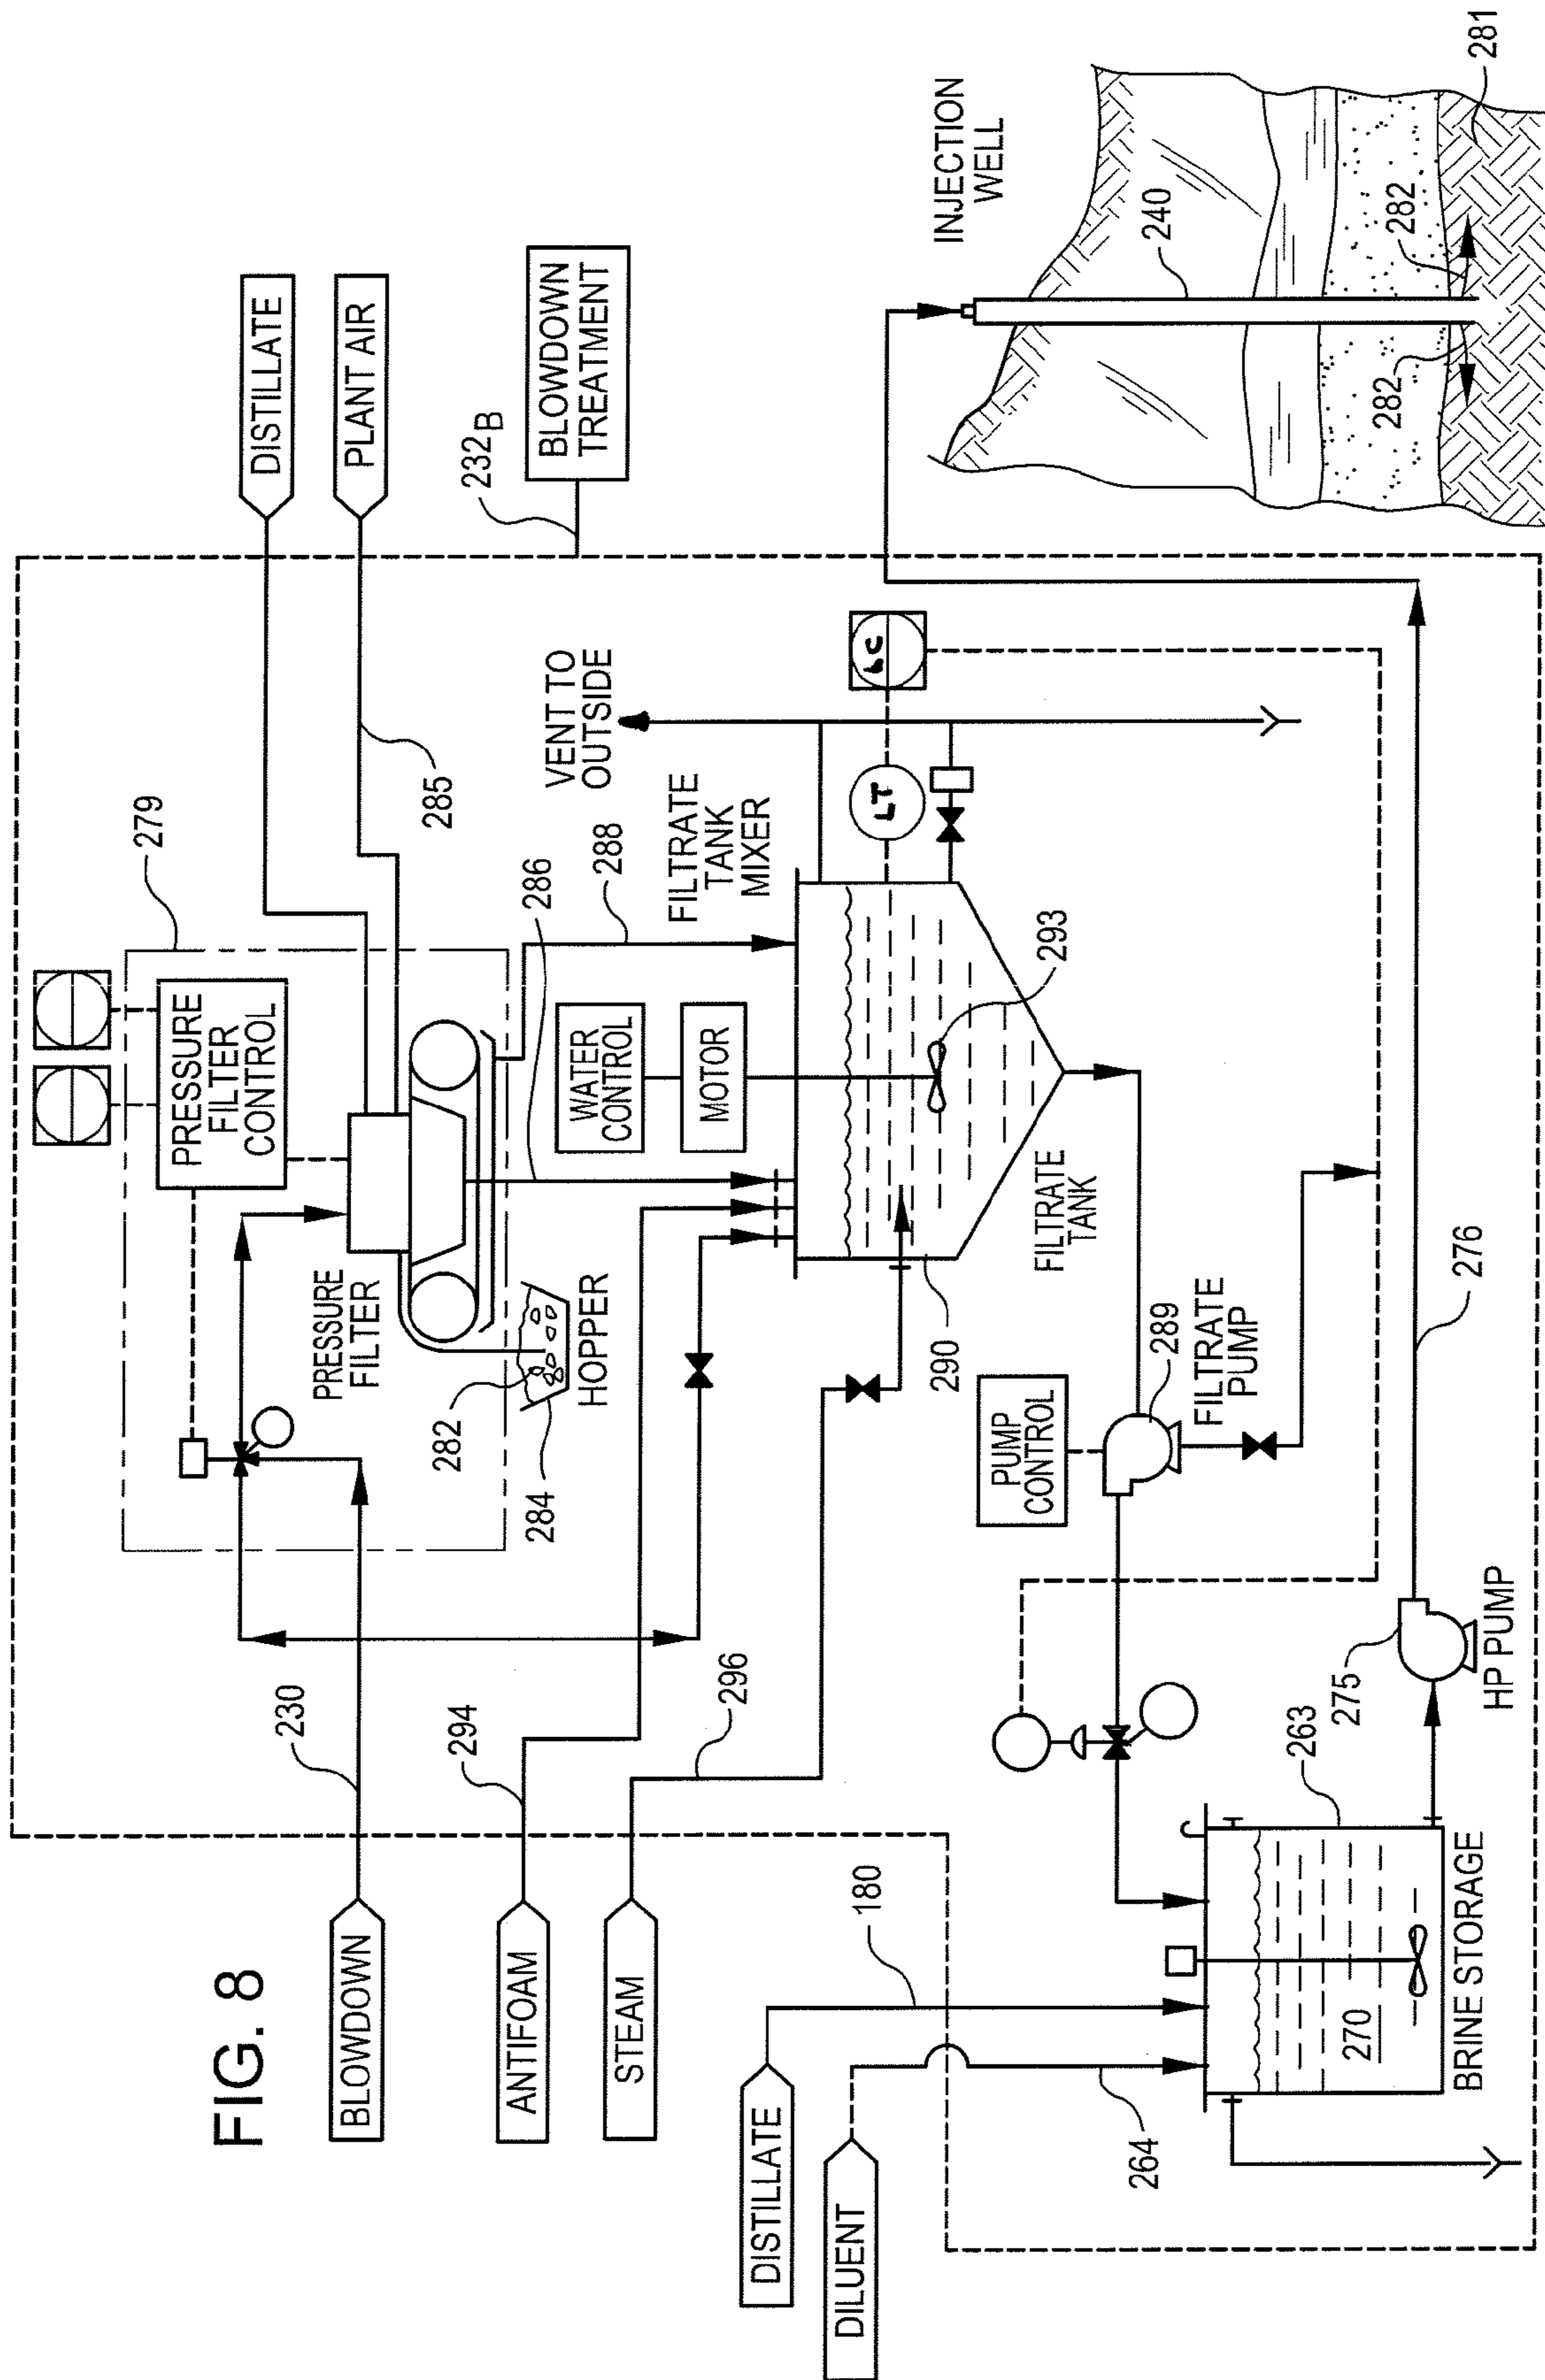 FIG. 8
BLOWDOWN
230
ANTIFOAM
294
STEAM
296
DISTILLATE
180
DILUENT
264
279
PRESSURE
FILTER
CONTROL
PRESSURE
FILTER
282
284
HOPPER
DISTILLATE
PLANT AIR
285
286
288
232B
BLOWDOWN
TREATMENT
WATER
CONTROL
MOTOR
FILTRATE
TANK
MIXER
VENT TO
OUTSIDE
LT
LC
293
290
FILTRATE
TANK
PUMP
CONTROL
289
FILTRATE
PUMP
263
270
BRINE STORAGE
275
HP PUMP
276
INJECTION
WELL
240
282
282
281